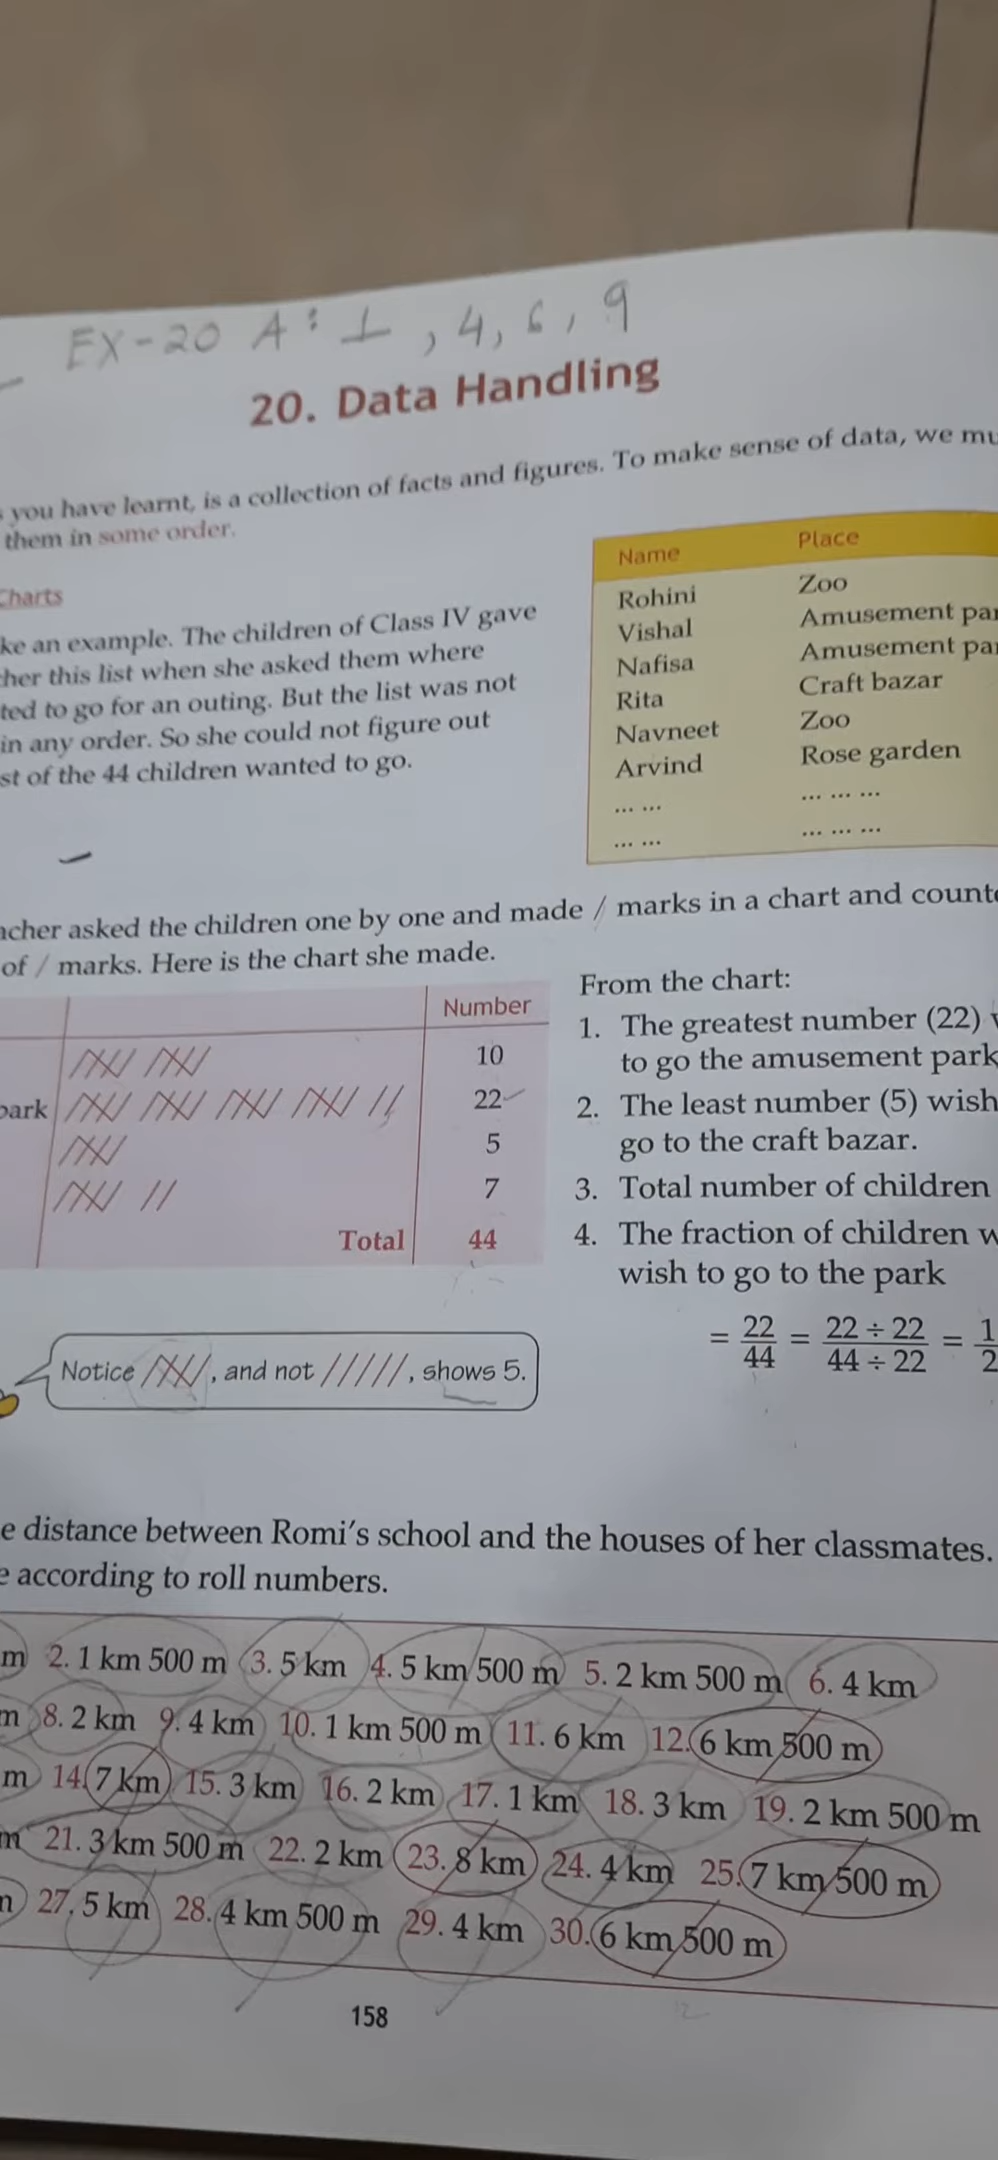 EX-20 A: 1, 4, 6, 9
20. Data Handling
you have learnt, is a collection of facts and figures. To make sense of data, we mu
them in some order.
Charts
ke an example. The children of Class IV gave
her this list when she asked them where
ted to go for an outing. But the list was not
in any order. So she could not figure out
st of the 44 children wanted to go.
Name Place
Rohini Zoo
Vishal Amusement par
Nafisa Amusement par
Rita Craft bazar
Navneet Zoo
Arvind Rose garden
... ... ... ... ...
... ... ... ... ...
acher asked the children one by one and made / marks in a chart and counte
of / marks. Here is the chart she made.
Number
10
park 22
5
7
Total 44
From the chart:
1. The greatest number (22) w
to go the amusement park
2. The least number (5) wish
go to the craft bazar.
3. Total number of children
4. The fraction of children w
wish to go to the park
= 22/44 = 22 ÷ 22/44 ÷ 22 = 1/2
Notice ////, and not /////, shows 5.
e distance between Romi's school and the houses of her classmates.
e according to roll numbers.
m 2. 1 km 500 m 3. 5 km 4. 5 km 500 m 5. 2 km 500 m 6. 4 km
m 8. 2 km 9. 4 km 10. 1 km 500 m 11. 6 km 12. 6 km 500 m
m 14. 7 km 15. 3 km 16. 2 km 17. 1 km 18. 3 km 19. 2 km 500 m
m 21. 3 km 500 m 22. 2 km 23. 8 km 24. 4 km 25. 7 km 500 m
n 27. 5 km 28. 4 km 500 m 29. 4 km 30. 6 km 500 m
158